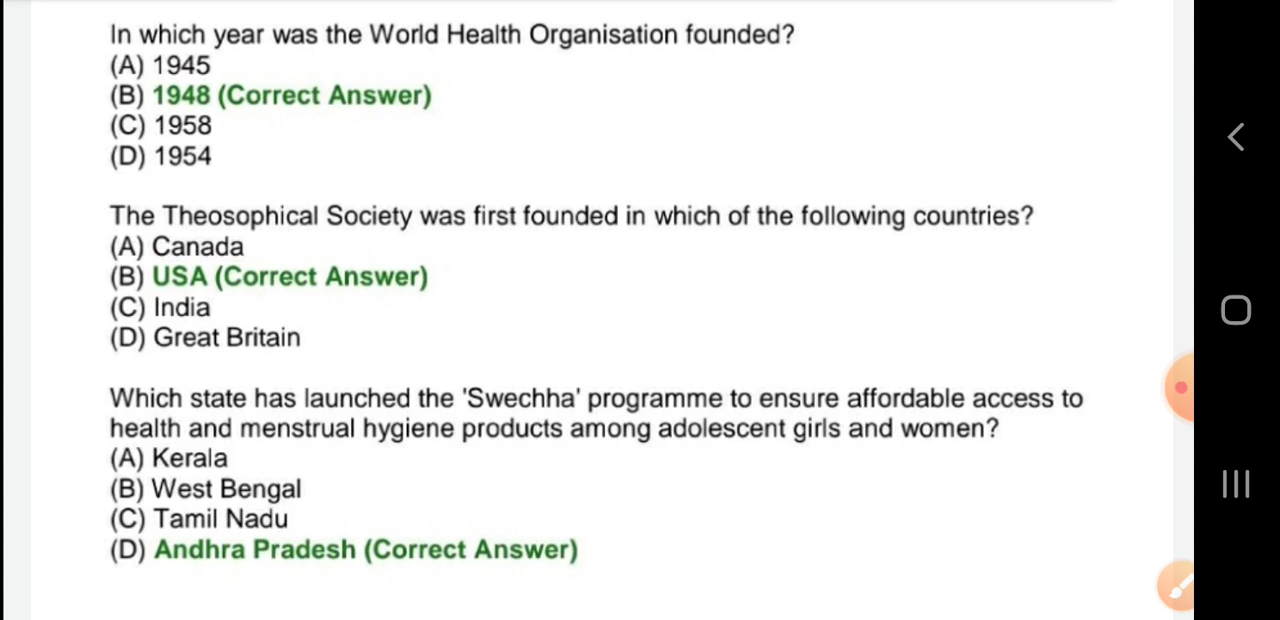 In which year was the World Health Organisation founded?
(A) 1945
(B) 1948 (Correct Answer)
(C) 1958
(D) 1954
The Theosophical Society was first founded in which of the following countries?
(A) Canada
(B) USA (Correct Answer)
(C) India
(D) Great Britain
Which state has launched the 'Swechha' programme to ensure affordable access to
health and menstrual hygiene products among adolescent girls and women?
(A) Kerala
(B) West Bengal
(C) Tamil Nadu
(D) Andhra Pradesh (Correct Answer)